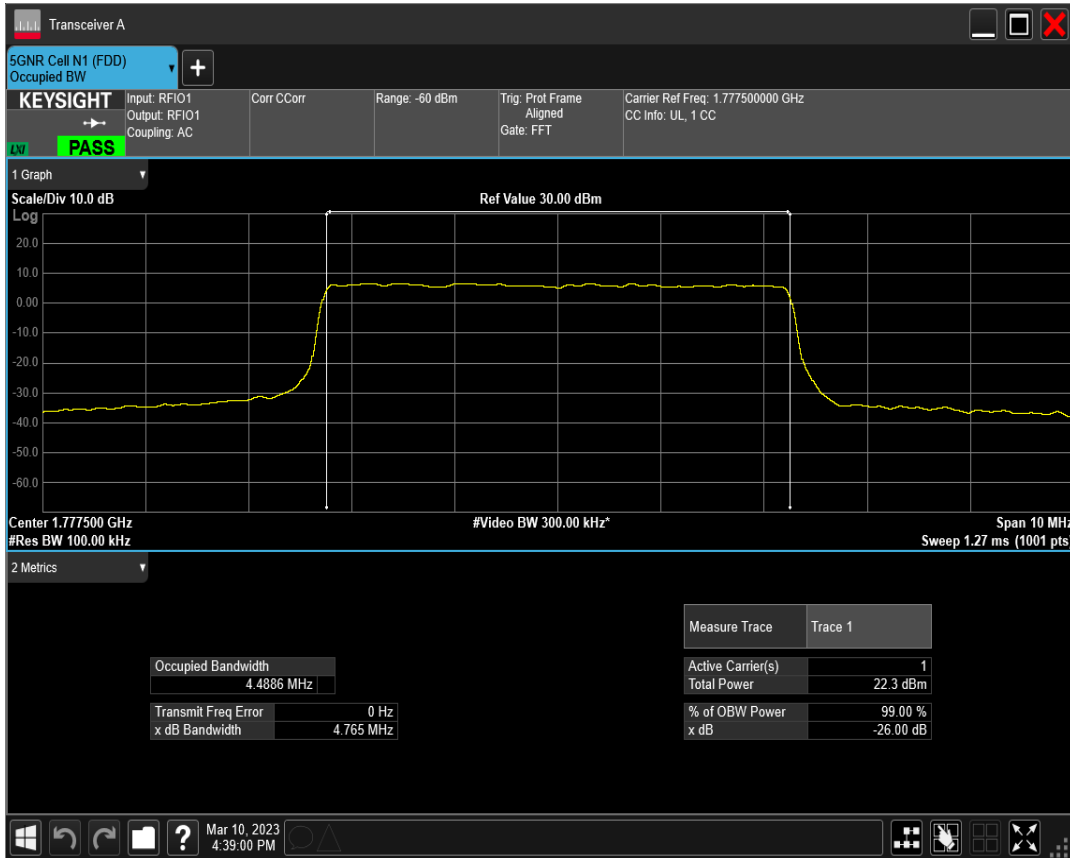 Transceiver A
5GNR Cell N1 (FDD)
Occupied BW
KEYSIGHT
LXI
PASS
Input: RFIO1
Output: RFIO1
Coupling: AC
Corr CCorr
Range: -60 dBm
Trig: Prot Frame
Aligned
Gate: FFT
Carrier Ref Freq: 1.777500000 GHz
CC Info: UL, 1 CC
1 Graph
Scale/Div 10.0 dB
Ref Value 30.00 dBm
Log
20.0
10.0
0.00
-10.0
-20.0
-30.0
-40.0
-50.0
-60.0
Center 1.777500 GHz
#Video BW 300.00 kHz*
Span 10 MHz
#Res BW 100.00 kHz
Sweep 1.27 ms (1001 pts)
2 Metrics
Measure Trace Trace 1
Occupied Bandwidth
4.4886 MHz
Active Carrier(s) 1
Total Power 22.3 dBm
Transmit Freq Error 0 Hz
x dB Bandwidth 4.765 MHz
% of OBW Power 99.00 %
x dB -26.00 dB
?
Mar 10, 2023
4:39:00 PM